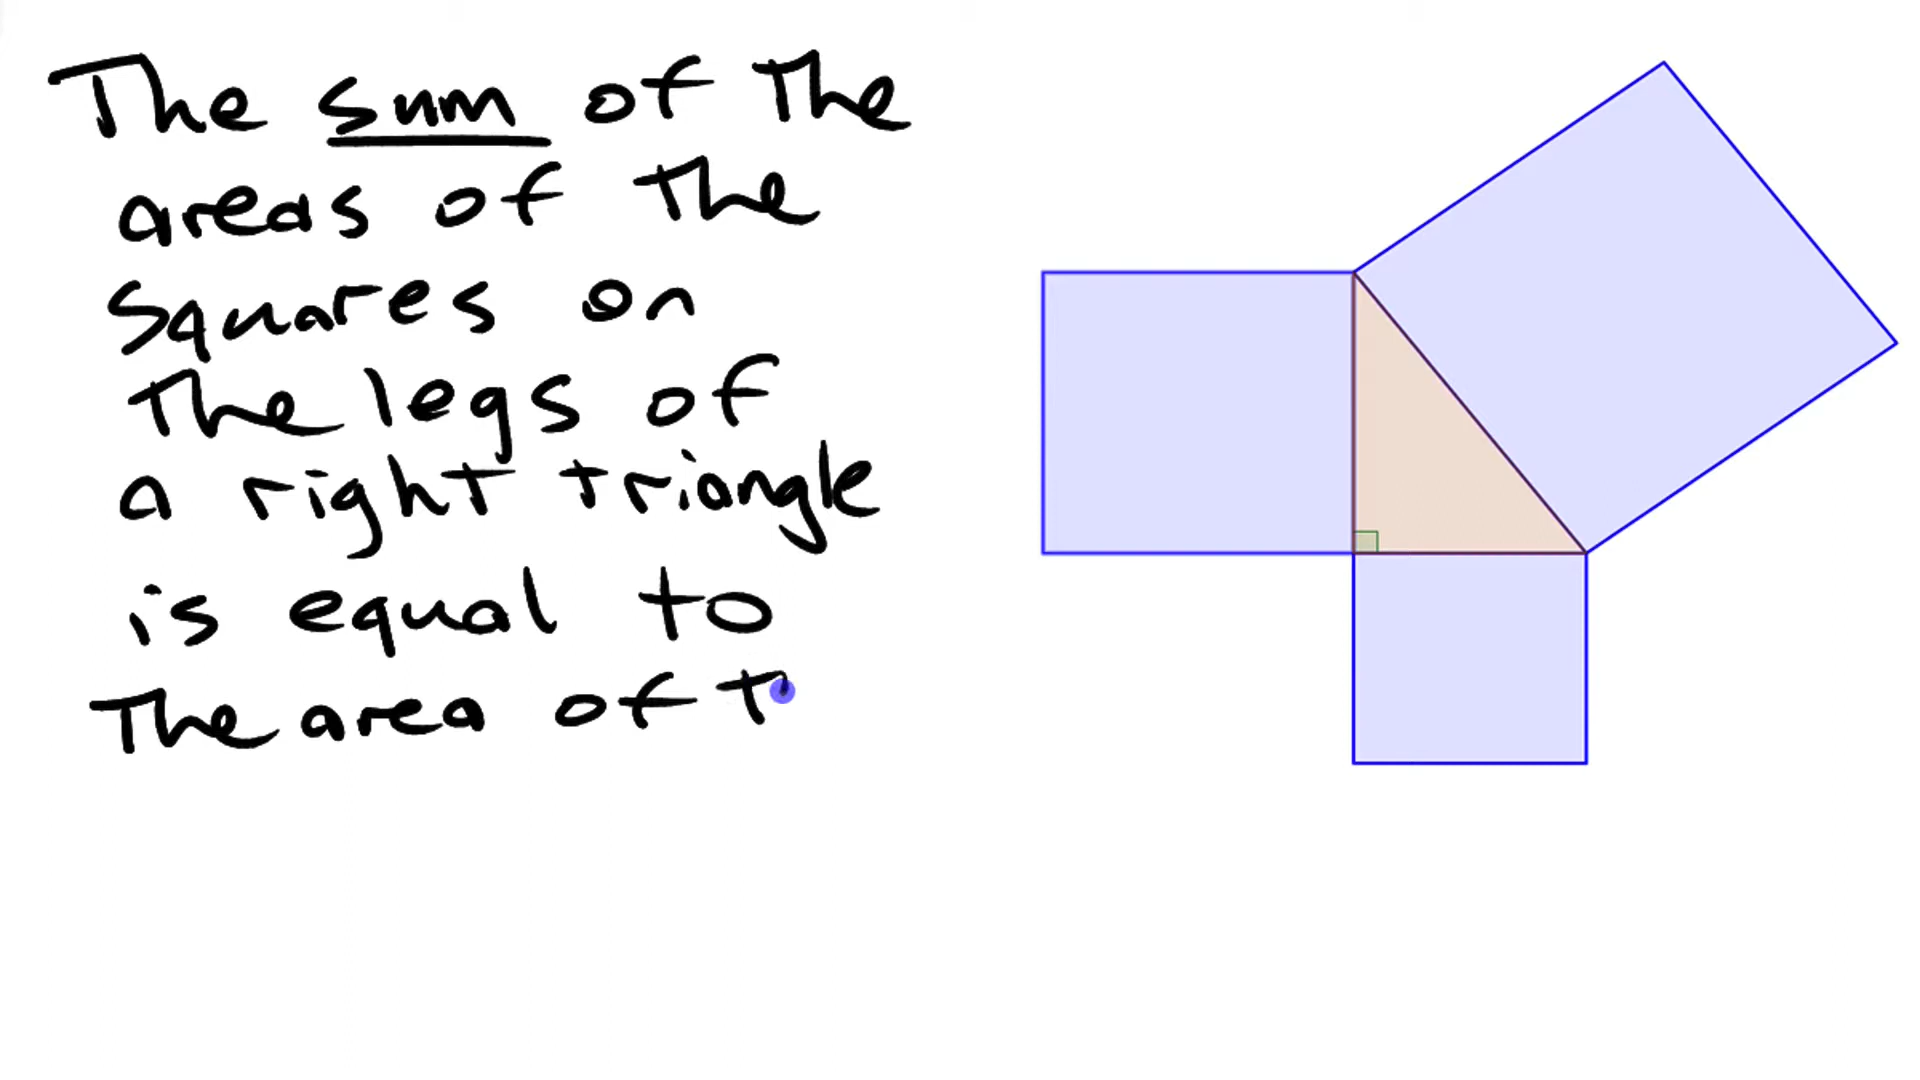 The sum of the
areas of the
squares on
the legs of
a right triangle
is equal to
the area of t